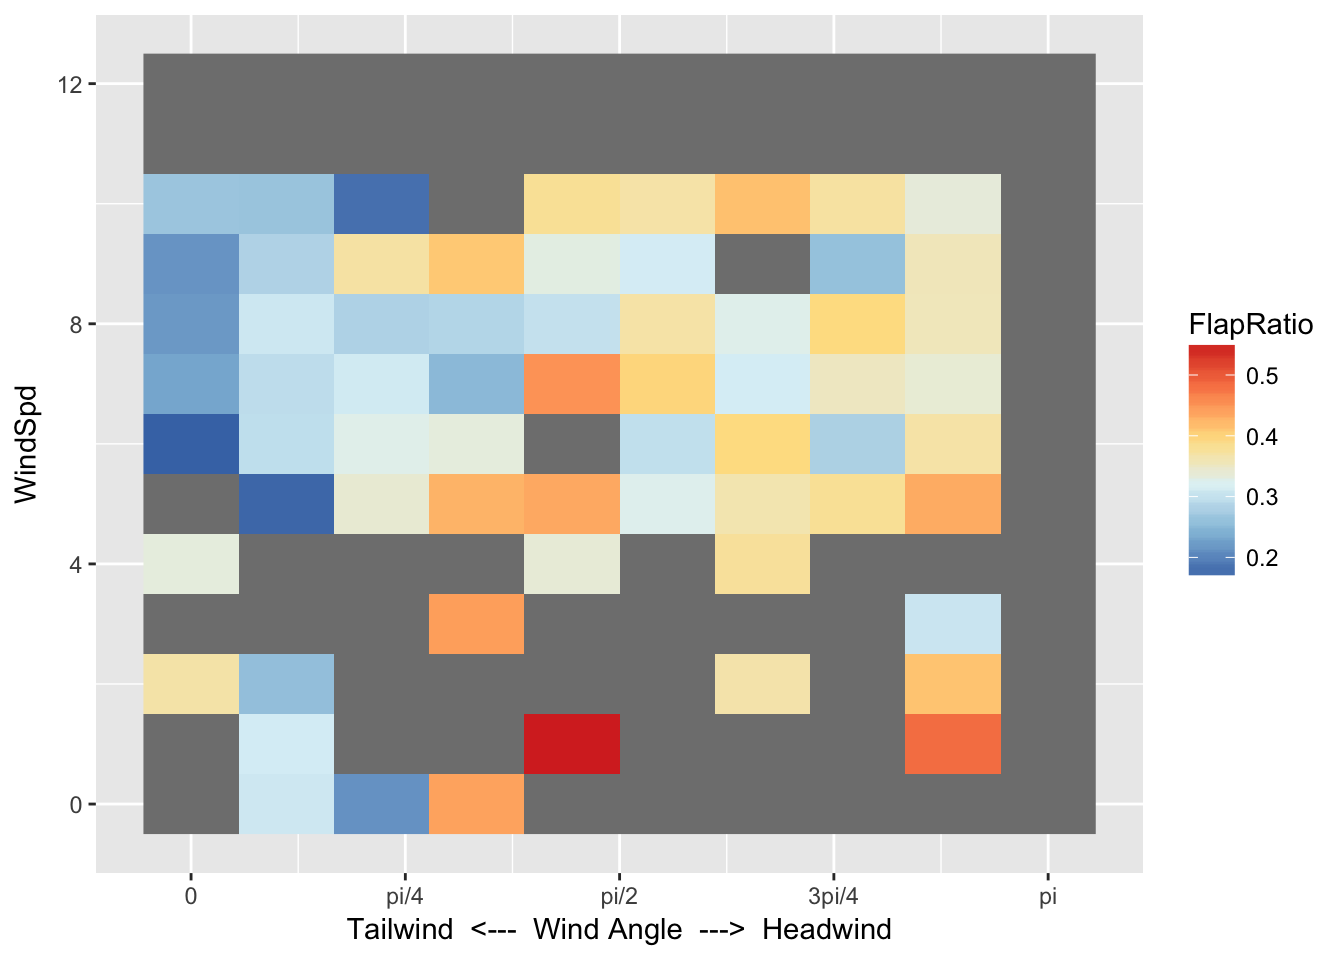 12
8
4
0
WindSpd
0 pi/4 pi/2 3pi/4 pi
Tailwind <--- Wind Angle ---> Headwind
FlapRatio
0.5
0.4
0.3
0.2